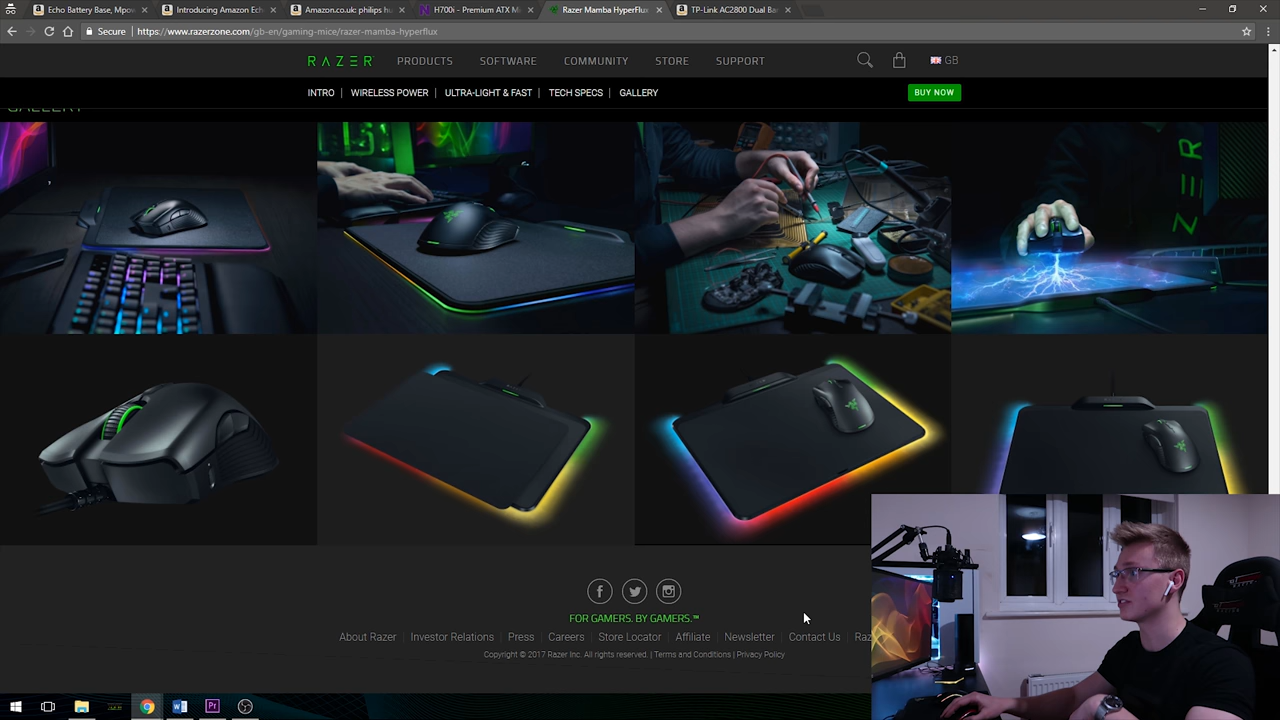 Echo Battery Base, Mpow
Introducing Amazon Ech
Amazon.co.uk: philips hu
H700i - Premium ATX M
Razer Mamba HyperFlux
TP-Link AC2800 Dual Ba
Secure | https://www.razerzone.com/gb-en/gaming-mice/razer-mamba-hyperflux
RAZER PRODUCTS SOFTWARE COMMUNITY STORE SUPPORT GB
INTRO | WIRELESS POWER | ULTRA-LIGHT & FAST | TECH SPECS | GALLERY BUY NOW
GALLERY
RAZER
FOR GAMERS. BY GAMERS.™
About Razer | Investor Relations | Press | Careers | Store Locator | Affiliate | Newsletter | Contact Us | Raz
Copyright © 2017 Razer Inc. All rights reserved. | Terms and Conditions | Privacy Policy
Pr